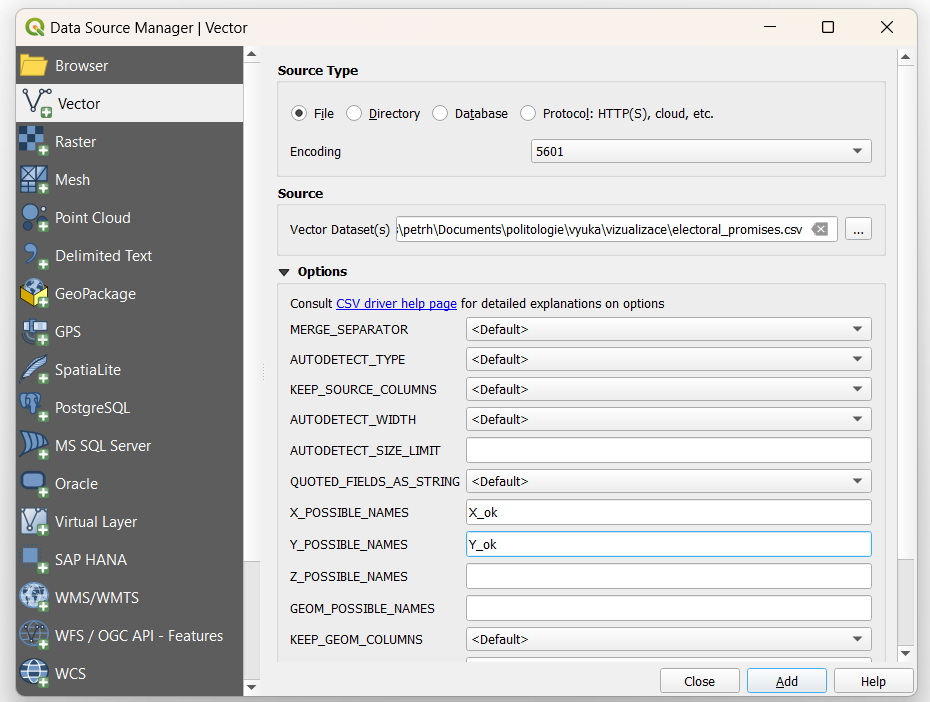 Data Source Manager | Vector
Browser
Vector
Raster
Mesh
Point Cloud
Delimited Text
GeoPackage
GPS
SpatiaLite
PostgreSQL
MS SQL Server
Oracle
Virtual Layer
SAP HANA
WMS/WMTS
WFS / OGC API - Features
WCS
Source Type
File Directory Database Protocol: HTTP(S), cloud, etc.
Encoding 5601
Source
Vector Dataset(s) \petrh\Documents\politologie\vyuka\vizualizace\electoral_promises.csv ...
Options
Consult CSV driver help page for detailed explanations on options
MERGE_SEPARATOR <Default>
AUTODETECT_TYPE <Default>
KEEP_SOURCE_COLUMNS <Default>
AUTODETECT_WIDTH <Default>
AUTODETECT_SIZE_LIMIT
QUOTED_FIELDS_AS_STRING <Default>
X_POSSIBLE_NAMES X_ok
Y_POSSIBLE_NAMES Y_ok
Z_POSSIBLE_NAMES
GEOM_POSSIBLE_NAMES
KEEP_GEOM_COLUMNS <Default>
Close Add Help